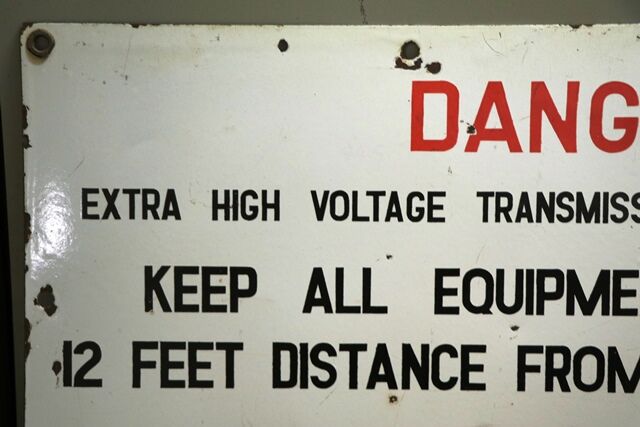 DANG
EXTRA HIGH VOLTAGE TRANSMISS
KEEP ALL EQUIPME
12 FEET DISTANCE FROM